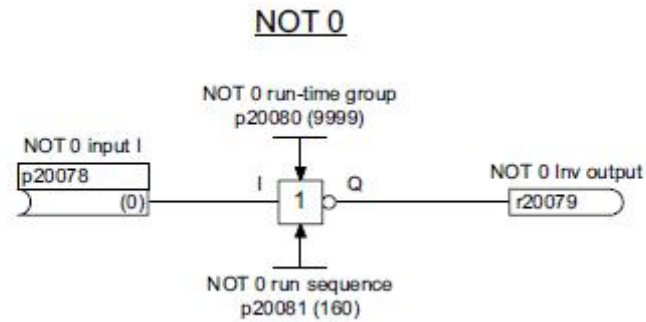 NOT 0
NOT 0 run-time group
p20080 (9999)
NOT 0 input I
p20078
(0)
I
1
Q
NOT 0 Inv output
r20079
NOT 0 run sequence
p20081 (160)